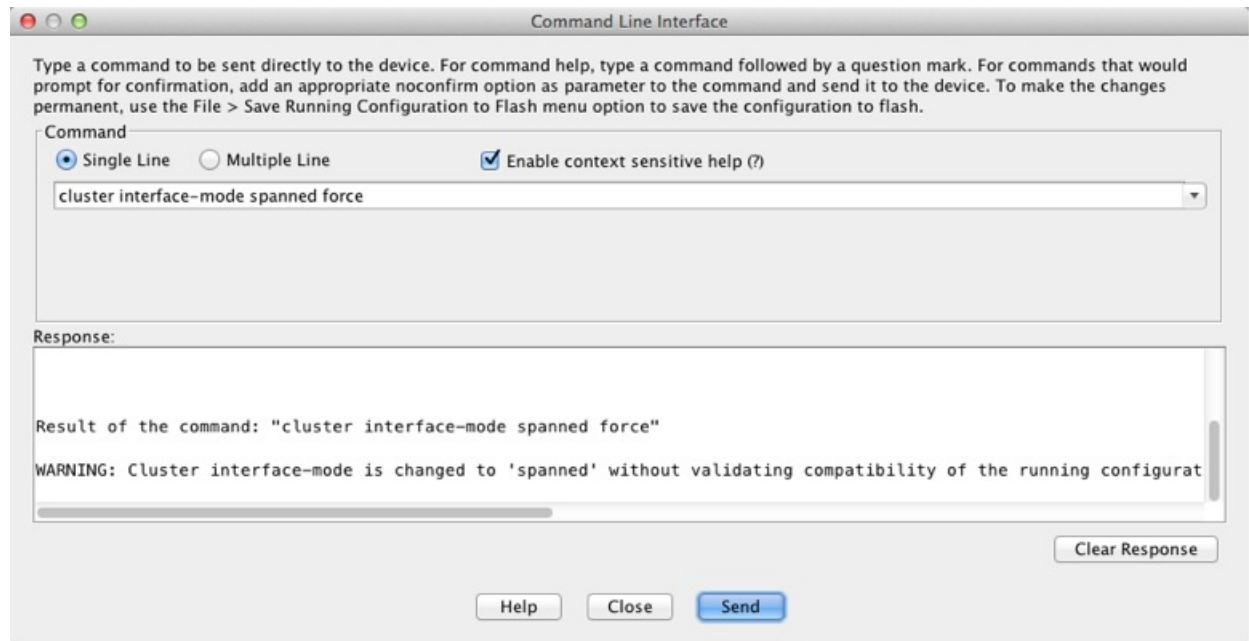 Command Line Interface
Type a command to be sent directly to the device. For command help, type a command followed by a question mark. For commands that would
prompt for confirmation, add an appropriate noconfirm option as parameter to the command and send it to the device. To make the changes
permanent, use the File > Save Running Configuration to Flash menu option to save the configuration to flash.
Command
Single Line Multiple Line Enable context sensitive help (?)
cluster interface-mode spanned force
Response:
Result of the command: "cluster interface-mode spanned force"
WARNING: Cluster interface-mode is changed to 'spanned' without validating compatibility of the running configurat
Clear Response
Help Close Send